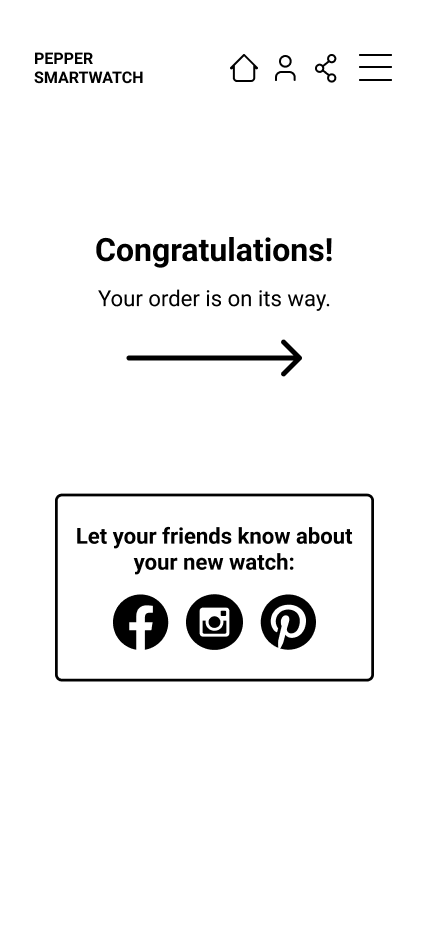 PEPPER
SMARTWATCH
Congratulations!
Your order is on its way.
Let your friends know about
your new watch: